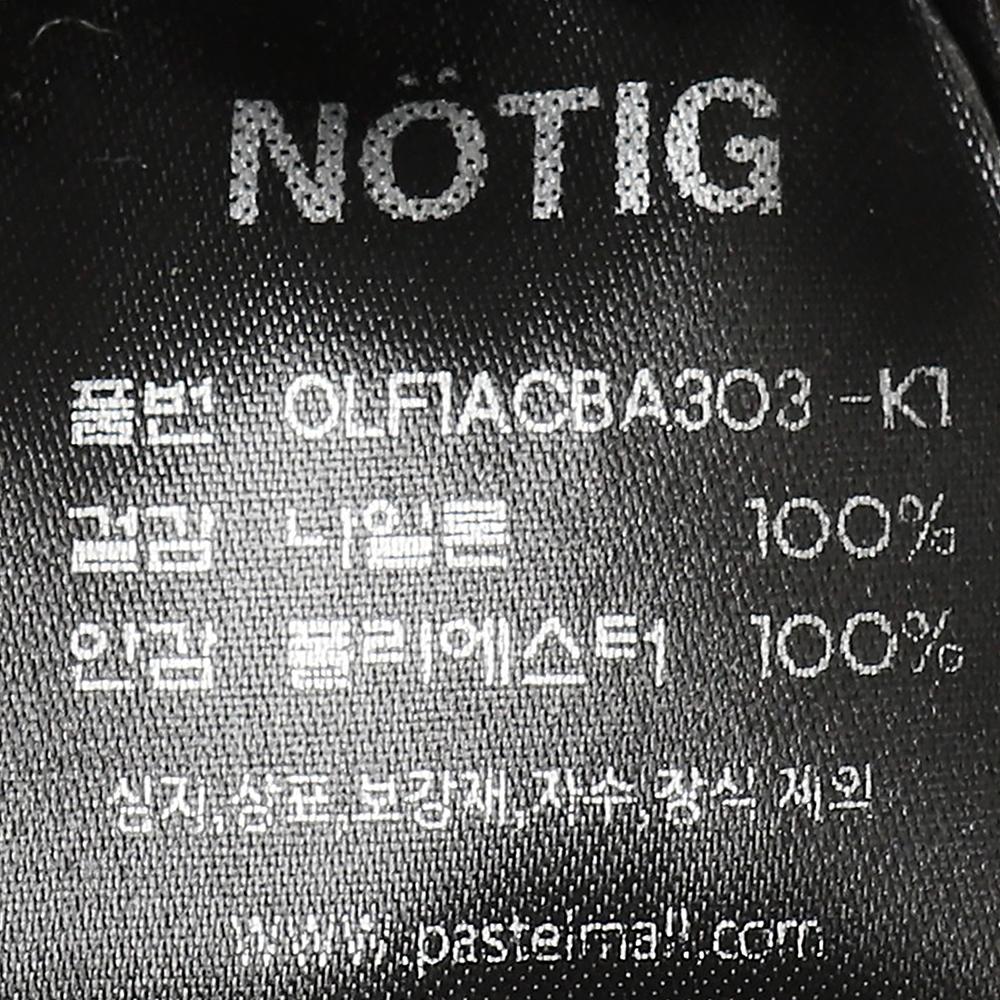 NÖTIG
품번 OLF1ACBA303-K1
겉감 나일론 100%
안감 폴리에스터 100%
심지,상표,보강재,자수,장식 제외
www.pastelmall.com